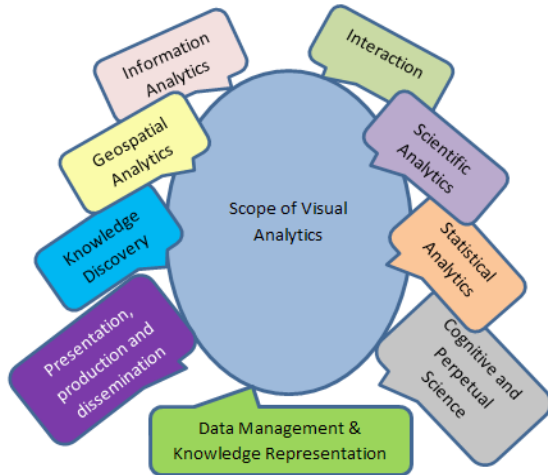 Information
Analytics
Interaction
Geospatial
Analytics
Scientific
Analytics
Scope of Visual
Analytics
Knowledge
Discovery
Statistical
Analytics
Presentation,
production and
dissemination
Cognitive and
Perpetual
Science
Data Management &
Knowledge Representation